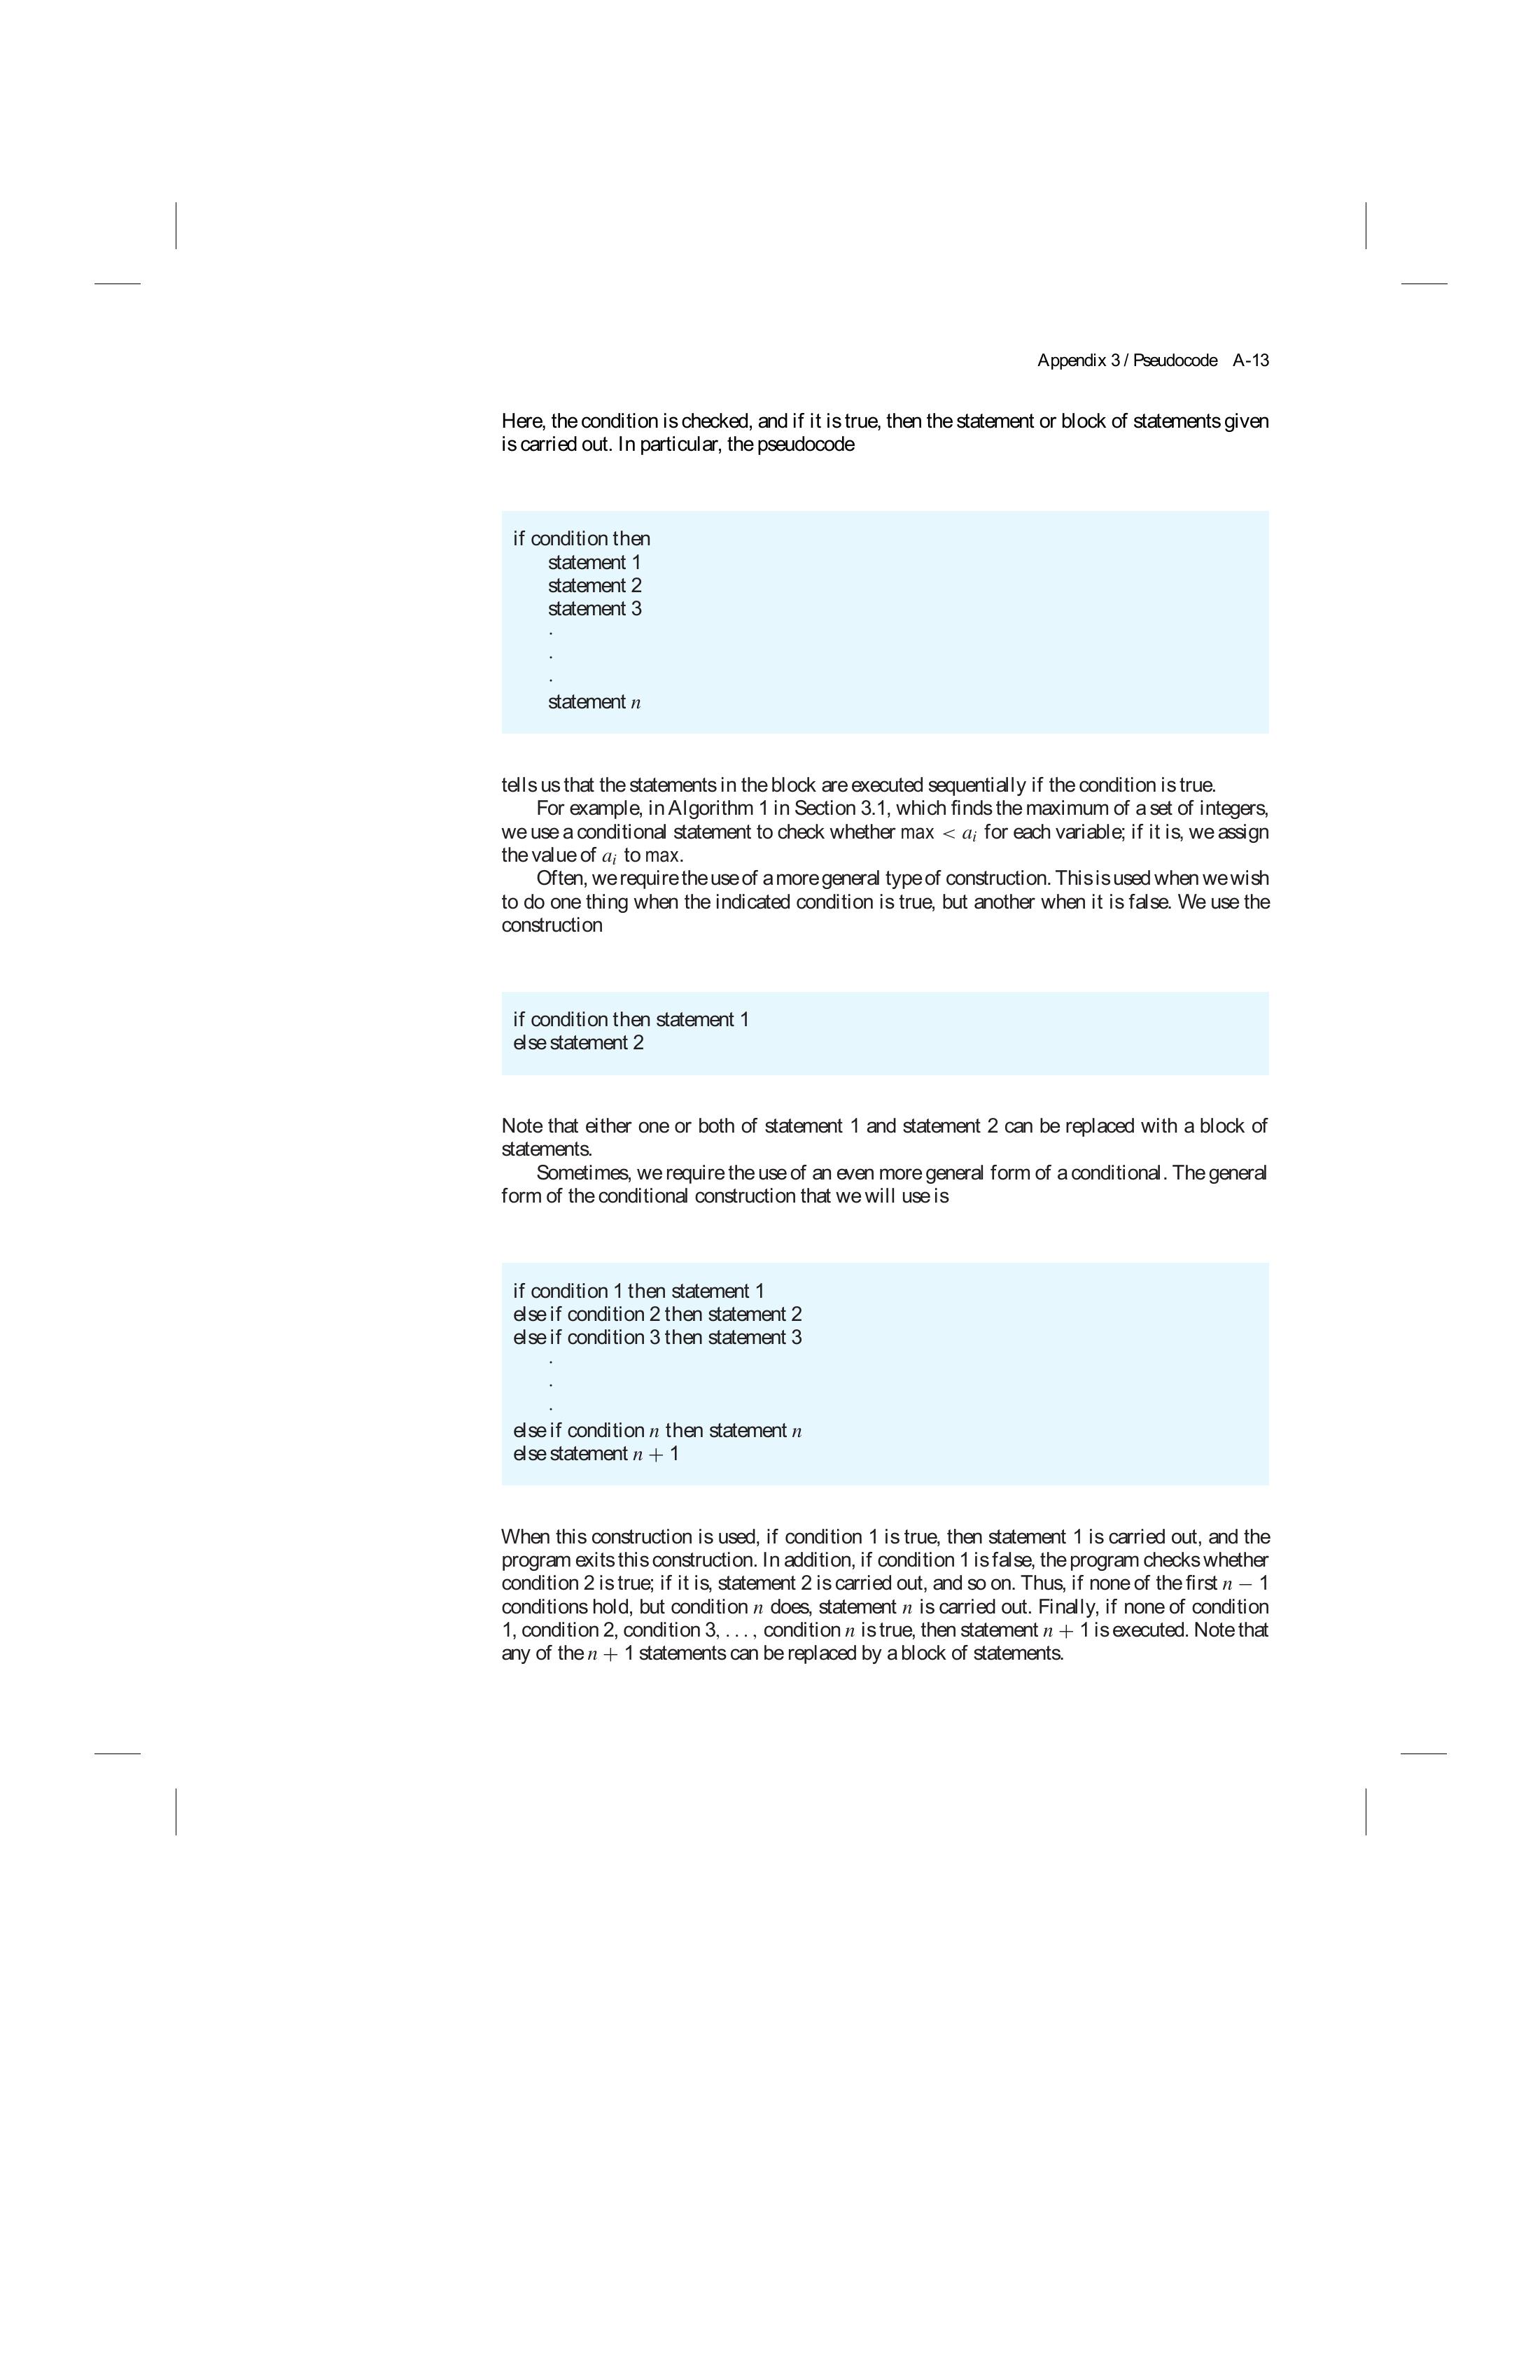 Appendix 3 / Pseudocode A-13
Here, the condition is checked, and if it is true, then the statement or block of statements given
is carried out. In particular, the pseudocode
if condition then
statement 1
statement 2
statement 3
.
.
.
statement n
tells us that the statements in the block are executed sequentially if the condition is true.
For example, in Algorithm 1 in Section 3.1, which finds the maximum of a set of integers,
we use a conditional statement to check whether max < aᵢ for each variable; if it is, we assign
the value of aᵢ to max.
Often, we require the use of a more general type of construction. This is used when we wish
to do one thing when the indicated condition is true, but another when it is false. We use the
construction
if condition then statement 1
else statement 2
Note that either one or both of statement 1 and statement 2 can be replaced with a block of
statements.
Sometimes, we require the use of an even more general form of a conditional. The general
form of the conditional construction that we will use is
if condition 1 then statement 1
else if condition 2 then statement 2
else if condition 3 then statement 3
.
.
.
else if condition n then statement n
else statement n + 1
When this construction is used, if condition 1 is true, then statement 1 is carried out, and the
program exits this construction. In addition, if condition 1 is false, the program checks whether
condition 2 is true; if it is, statement 2 is carried out, and so on. Thus, if none of the first n − 1
conditions hold, but condition n does, statement n is carried out. Finally, if none of condition
1, condition 2, condition 3, . . . , condition n is true, then statement n + 1 is executed. Note that
any of the n + 1 statements can be replaced by a block of statements.